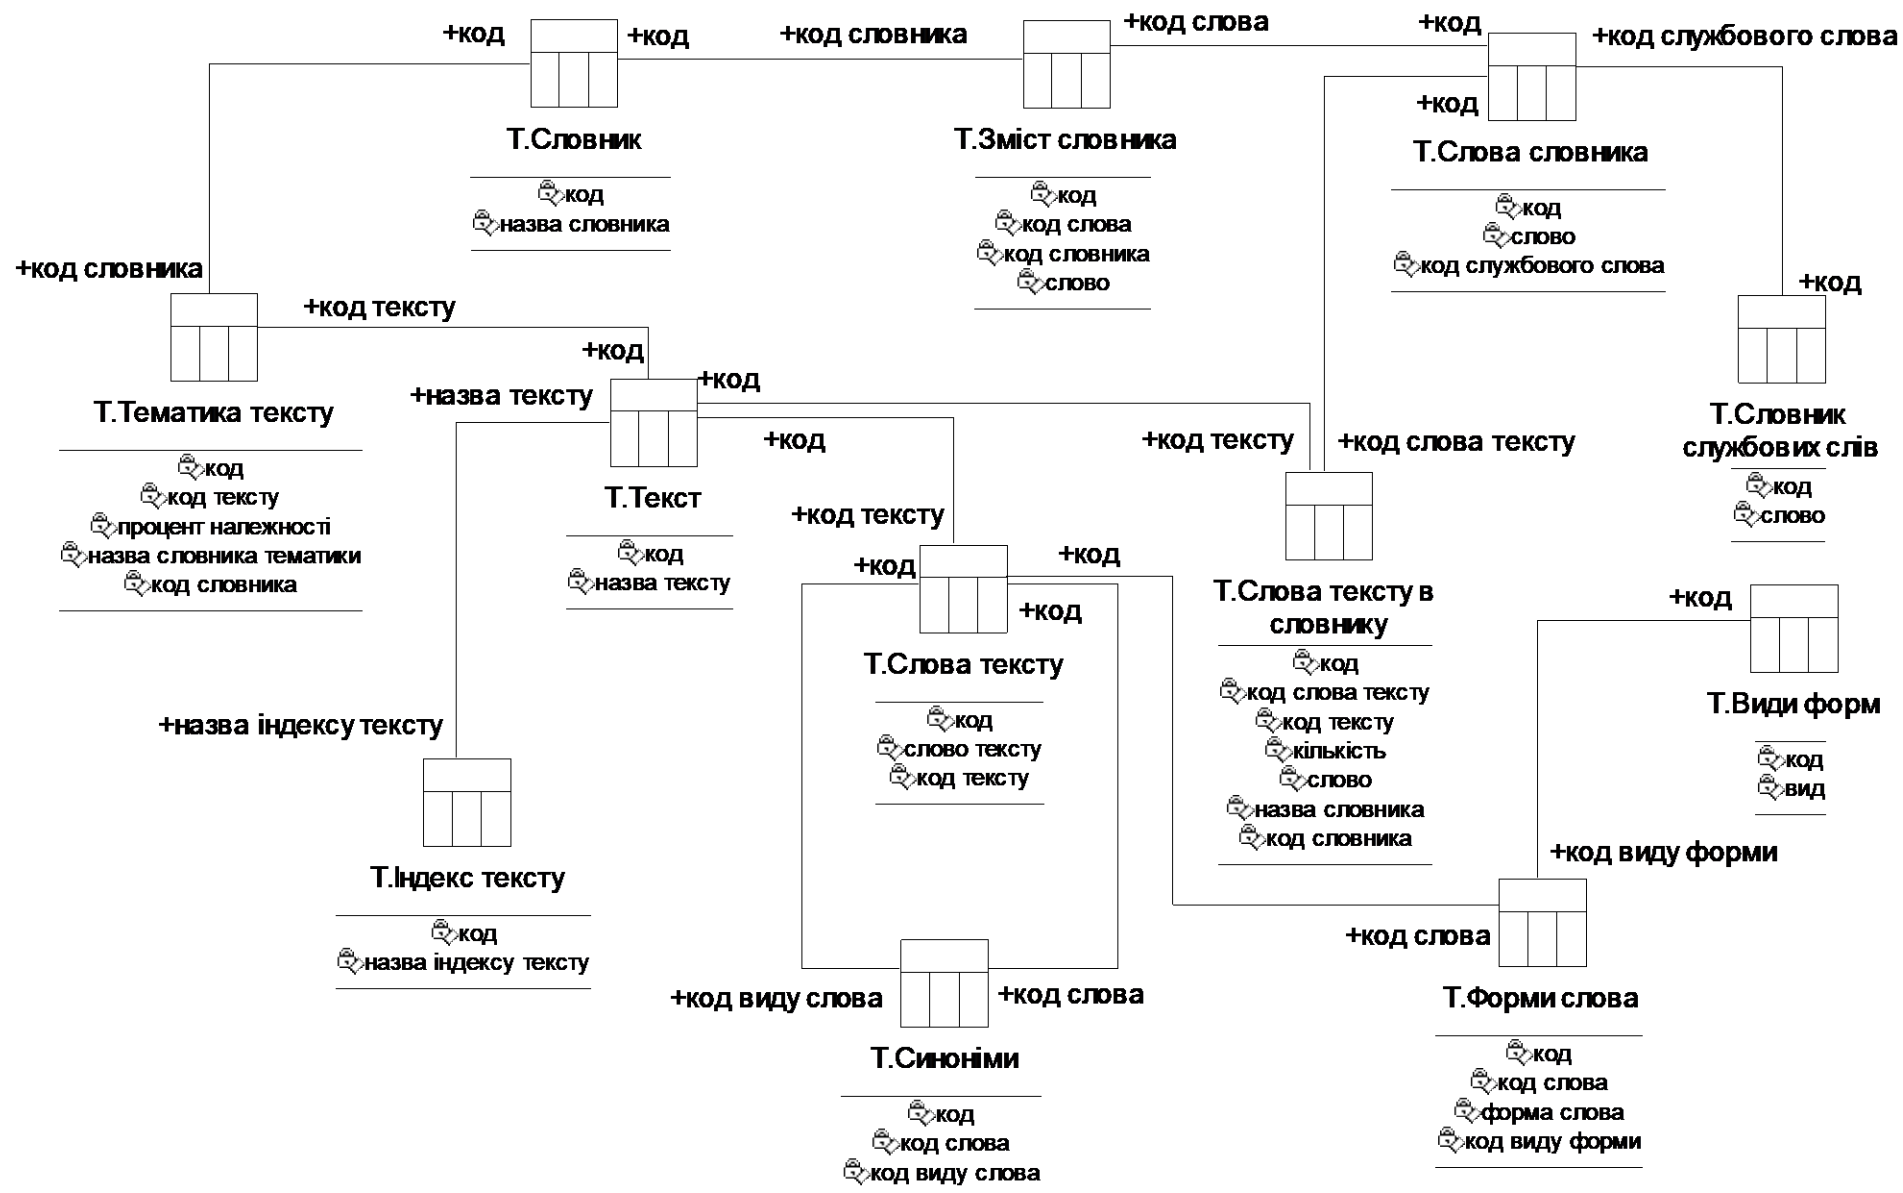 +код
+код
+код словника
+код слова
+код
+код службового слова
+код
Т.Словник
код
назва словника
Т.Зміст словника
код
код слова
код словника
слово
Т.Слова словника
код
слово
код службового слова
+код словника
+код тексту
+код
+код
+назва тексту
+код
+код
Т.Тематика тексту
код
код тексту
процент належності
назва словника тематики
код словника
Т.Текст
код
назва тексту
+код тексту
+код слова тексту
Т.Словник
службових слів
код
слово
+код тексту
+код
+код
+код
Т.Слова тексту
код
слово тексту
код тексту
Т.Слова тексту в
словнику
код
код слова тексту
код тексту
кількість
слово
назва словника
код словника
+код
Т.Види форм
код
вид
+назва індексу тексту
Т.Індекс тексту
код
назва індексу тексту
+код виду форми
+код слова
+код виду слова
+код слова
Т.Синоніми
код
код слова
код виду слова
Т.Форми слова
код
код слова
форма слова
код виду форми